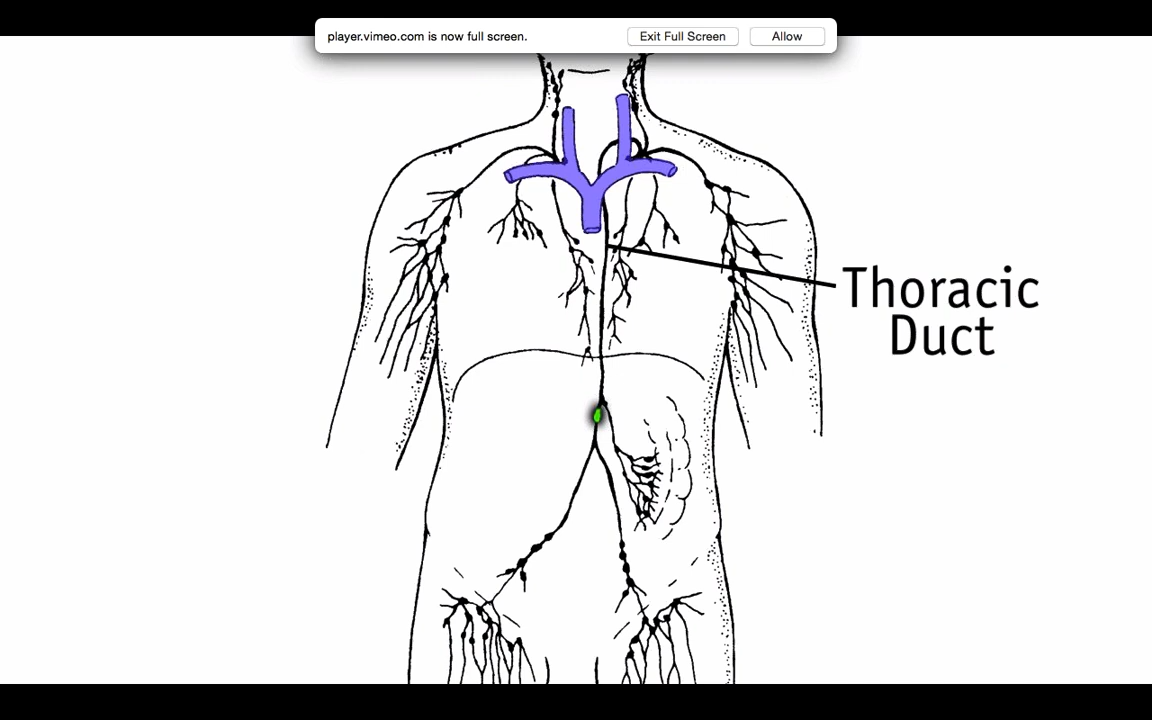 player.vimeo.com is now full screen.
Exit Full Screen
Allow
Thoracic
Duct